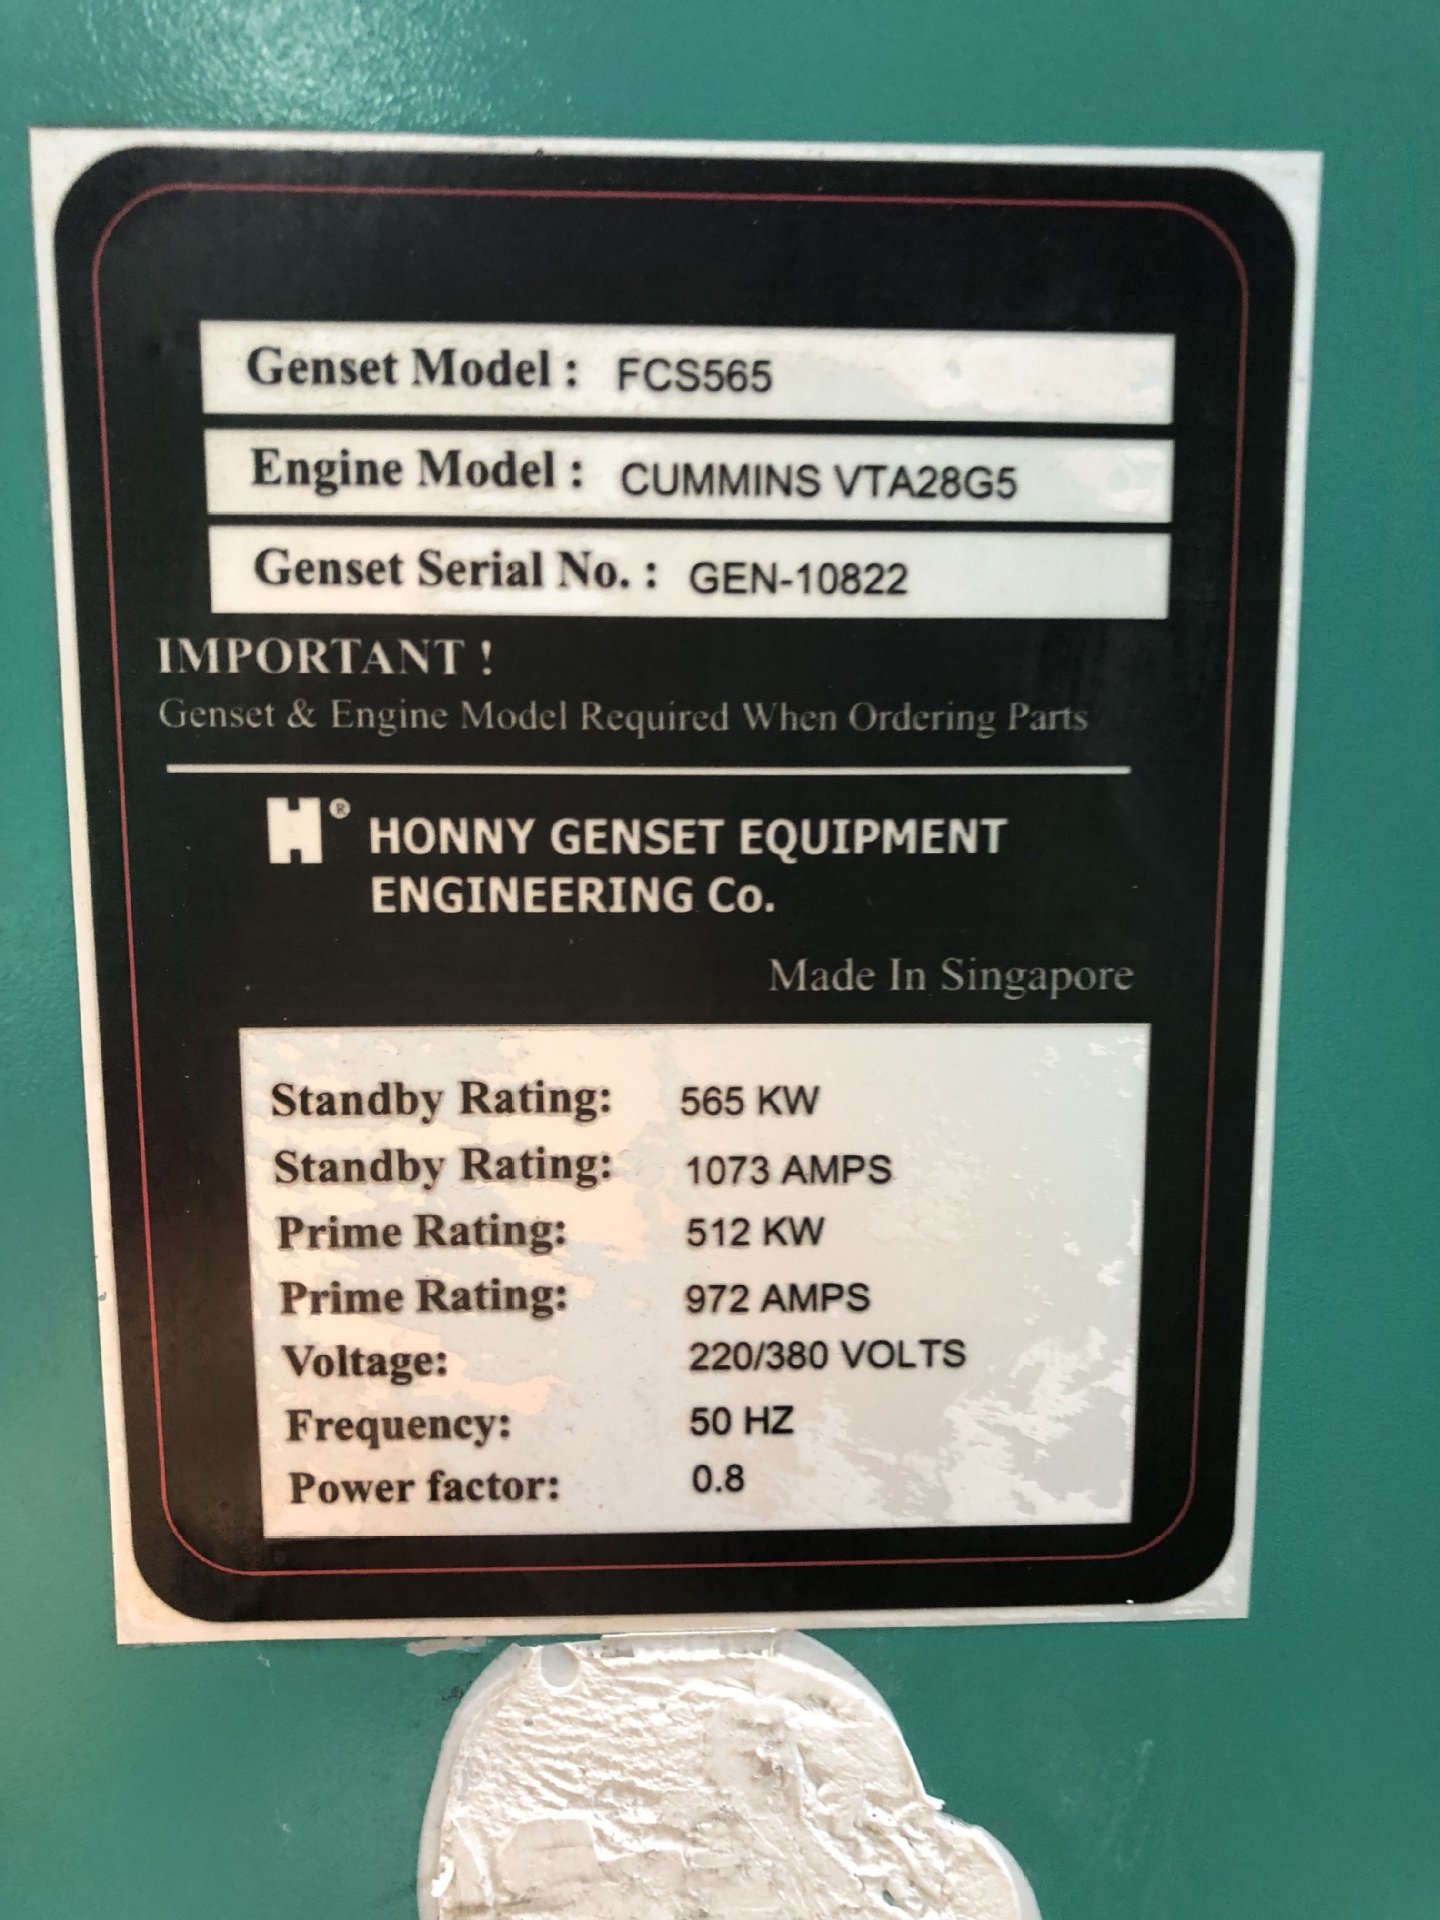 Genset Model : FCS565
Engine Model : CUMMINS VTA28G5
Genset Serial No. : GEN-10822
IMPORTANT !
Genset & Engine Model Required When Ordering Parts
H® HONNY GENSET EQUIPMENT
ENGINEERING Co.
Made In Singapore
Standby Rating: 565 KW
Standby Rating: 1073 AMPS
Prime Rating: 512 KW
Prime Rating: 972 AMPS
Voltage: 220/380 VOLTS
Frequency: 50 HZ
Power factor: 0.8